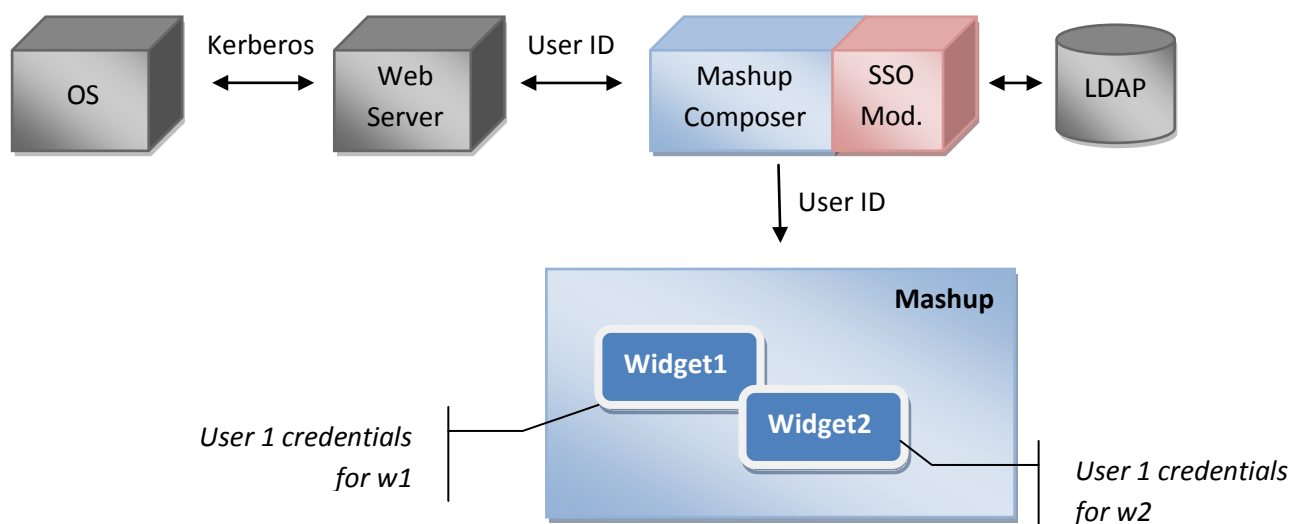 OS
Kerberos
Web
Server
User ID
Mashup
Composer
SSO
Mod.
LDAP
User ID
Mashup
Widget1
Widget2
User 1 credentials
for w1
User 1 credentials
for w2